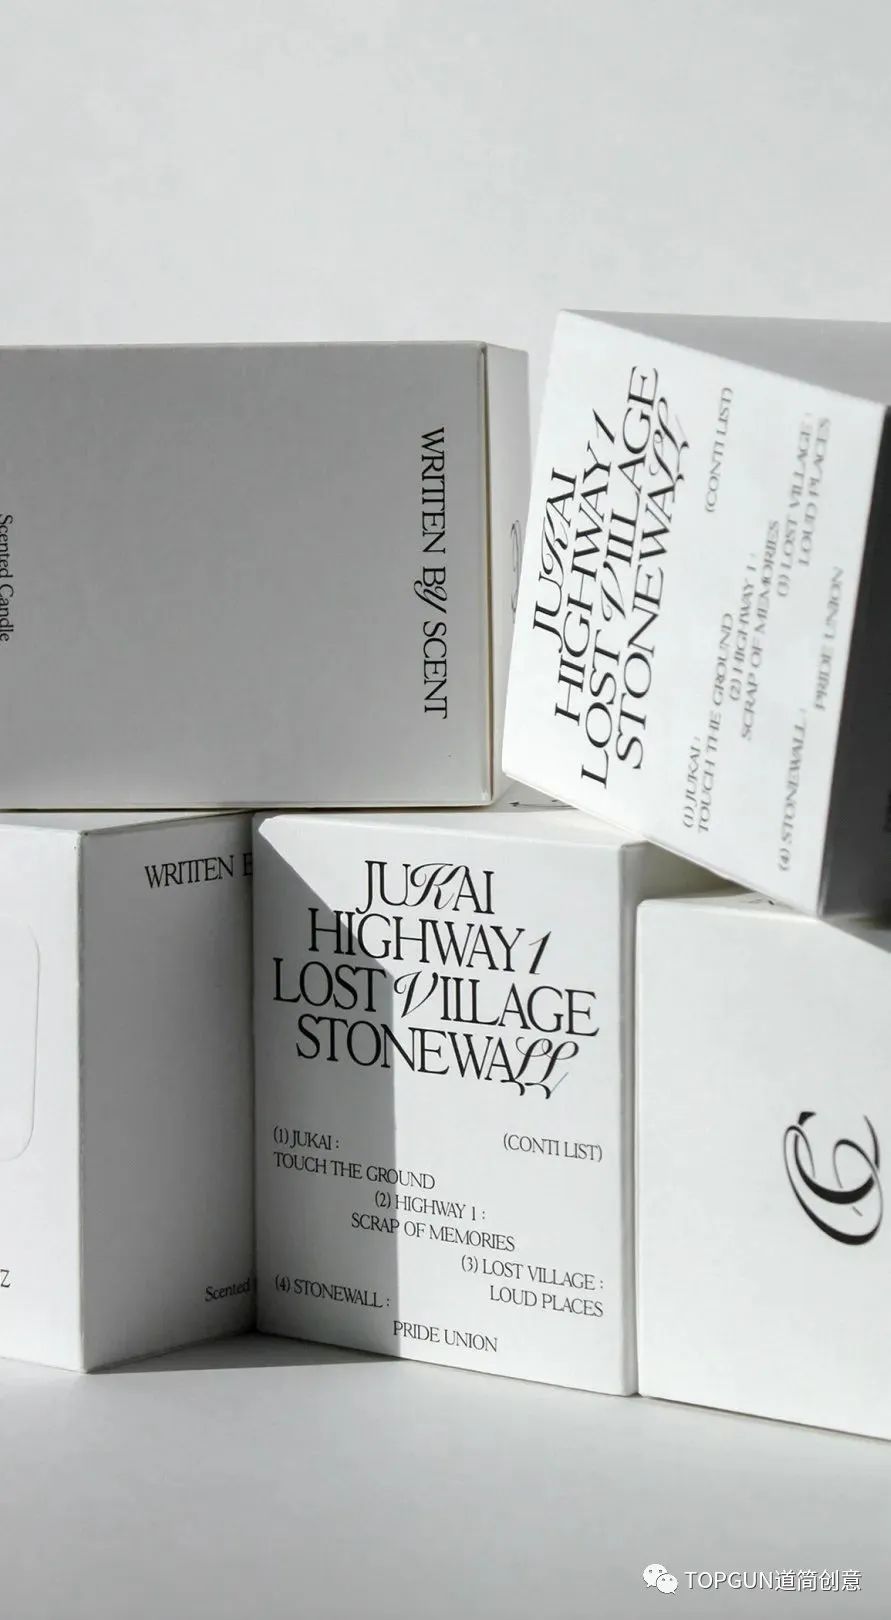 WRITTEN BY SCENT
Scented Candle
JUKAI
HIGHWAY 1
LOST VILLAGE
STONEWALL
(CONTI LIST)
(1) JUKAI :
TOUCH THE GROUND
(2) HIGHWAY 1 :
SCRAP OF MEMORIES
(3) LOST VILLAGE :
LOUD PLACES
(4) STONEWALL :
PRIDE UNION
WRITTEN B
Scented
JUKAI
HIGHWAY 1
LOST VILLAGE
STONEWALL
(1) JUKAI :
(CONTI LIST)
TOUCH THE GROUND
(2) HIGHWAY 1 :
SCRAP OF MEMORIES
(3) LOST VILLAGE :
(4) STONEWALL :
LOUD PLACES
PRIDE UNION
TOPGUN道简创意